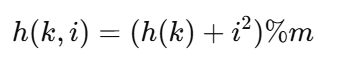 h(k, i) = (h(k) + i²)%m